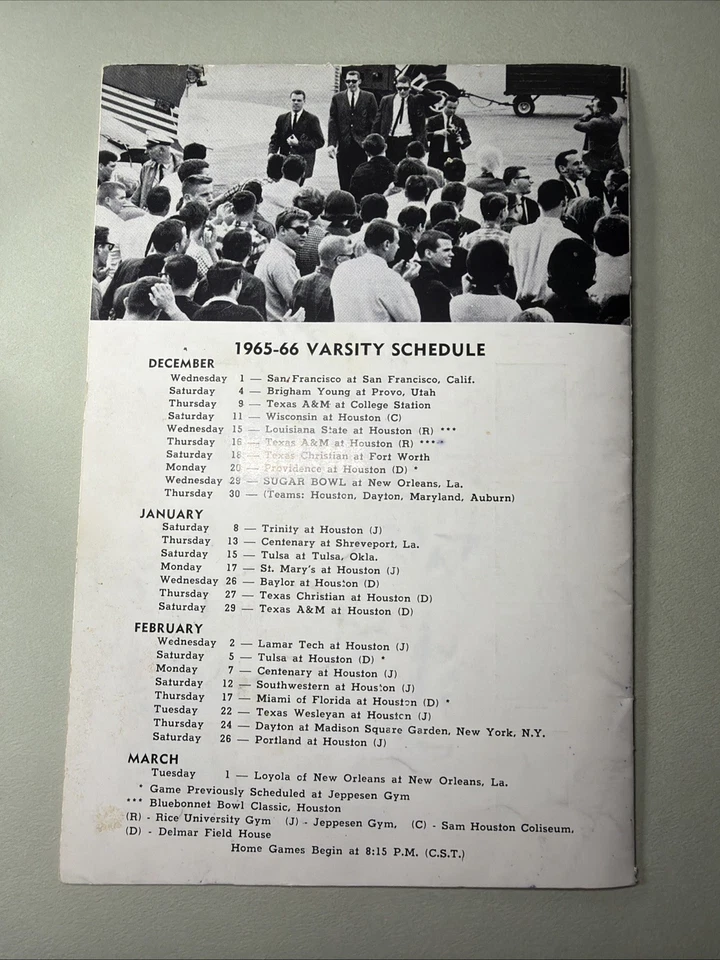 1965-66 VARSITY SCHEDULE
DECEMBER
Wednesday 1 — San Francisco at San Francisco, Calif.
Saturday 4 — Brigham Young at Provo, Utah
Thursday 9 — Texas A&M at College Station
Saturday 11 — Wisconsin at Houston (C)
Wednesday 15 — Louisiana State at Houston (R) ***
Thursday 16 — Texas A&M at Houston (R) ***
Saturday 18 — Texas Christian at Fort Worth
Monday 20 — Providence at Houston (D) *
Wednesday 29 — SUGAR BOWL at New Orleans, La.
Thursday 30 — (Teams: Houston, Dayton, Maryland, Auburn)
JANUARY
Saturday 8 — Trinity at Houston (J)
Thursday 13 — Centenary at Shreveport, La.
Saturday 15 — Tulsa at Tulsa, Okla.
Monday 17 — St. Mary's at Houston (J)
Wednesday 26 — Baylor at Houston (D)
Thursday 27 — Texas Christian at Houston (D)
Saturday 29 — Texas A&M at Houston (D)
FEBRUARY
Wednesday 2 — Lamar Tech at Houston (J)
Saturday 5 — Tulsa at Houston (D) *
Monday 7 — Centenary at Houston (J)
Saturday 12 — Southwestern at Houston (J)
Thursday 17 — Miami of Florida at Houston (D) *
Tuesday 22 — Texas Wesleyan at Houston (J)
Thursday 24 — Dayton at Madison Square Garden, New York, N.Y.
Saturday 26 — Portland at Houston (J)
MARCH
Tuesday 1 — Loyola of New Orleans at New Orleans, La.
* Game Previously Scheduled at Jeppesen Gym
*** Bluebonnet Bowl Classic, Houston
(R) - Rice University Gym (J) - Jeppesen Gym, (C) - Sam Houston Coliseum,
(D) - Delmar Field House
Home Games Begin at 8:15 P.M. (C.S.T.)